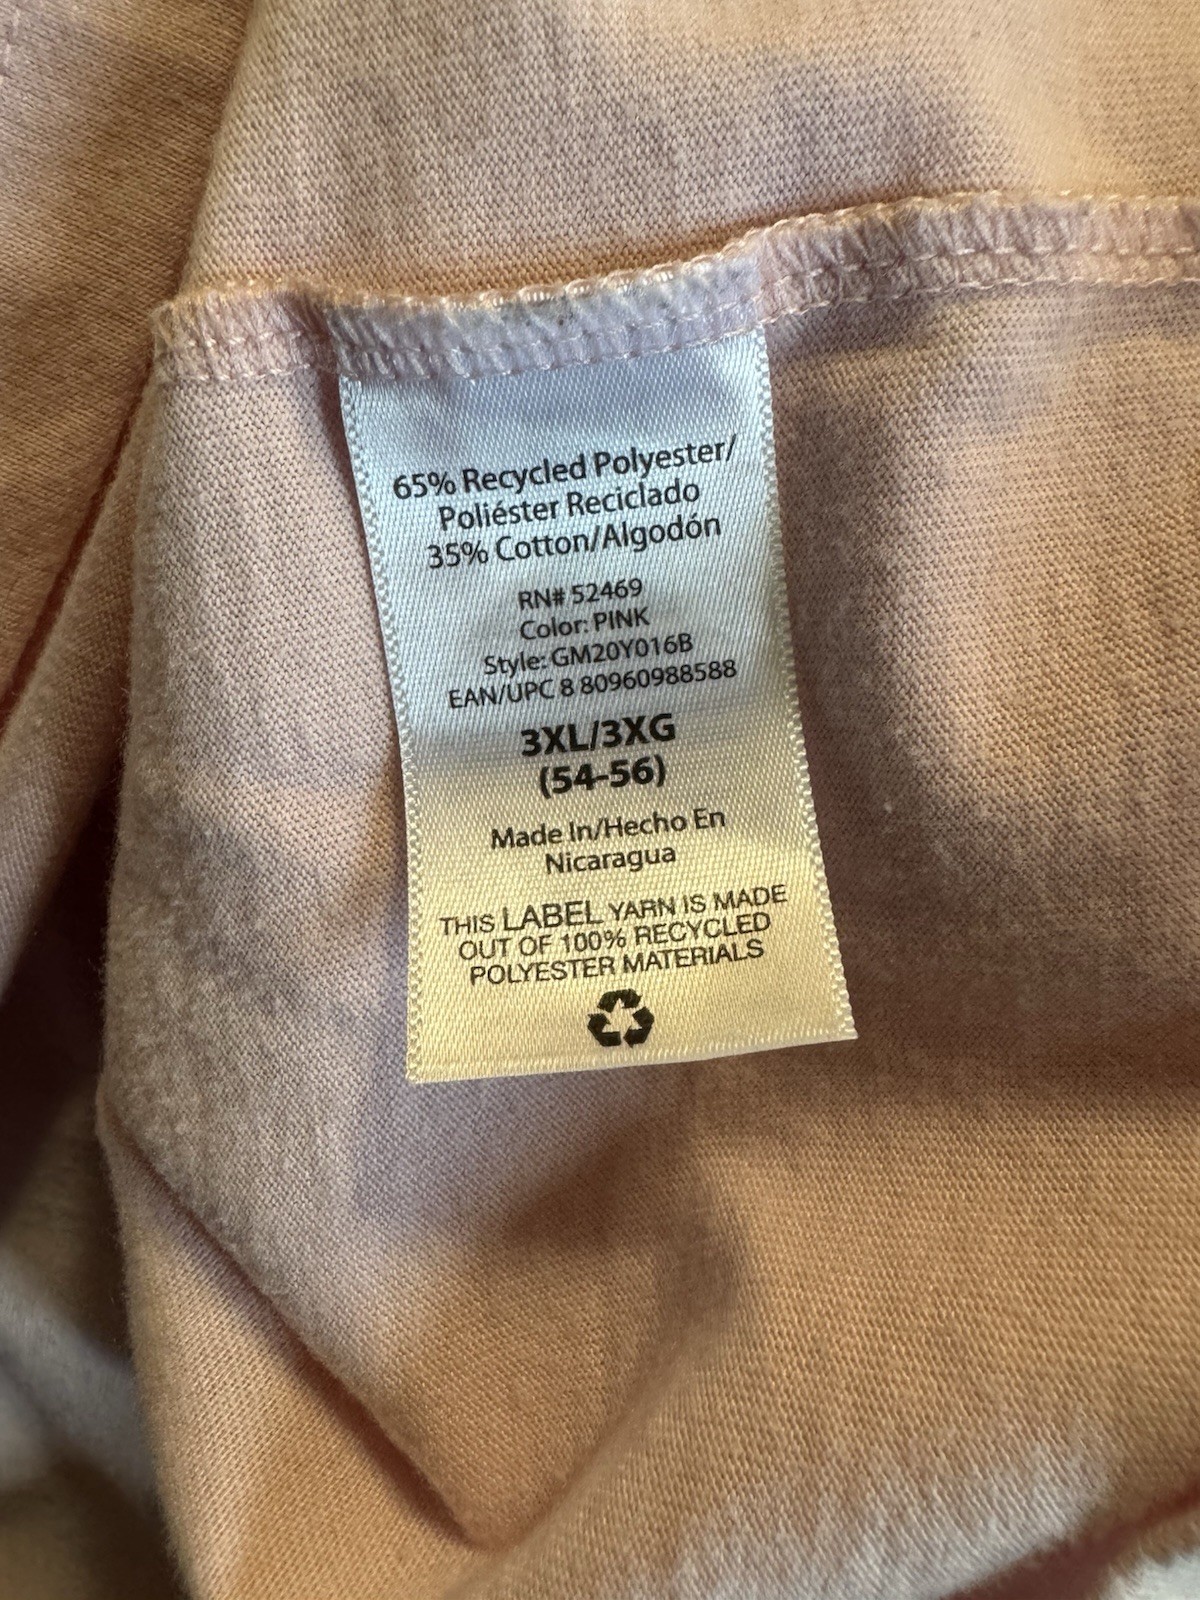 65% Recycled Polyester/
Poliéster Reciclado
35% Cotton/Algodón
RN# 52469
Color: PINK
Style: GM20Y016B
EAN/UPC 8 80960988588
3XL/3XG
(54-56)
Made In/Hecho En
Nicaragua
THIS LABEL YARN IS MADE
OUT OF 100% RECYCLED
POLYESTER MATERIALS